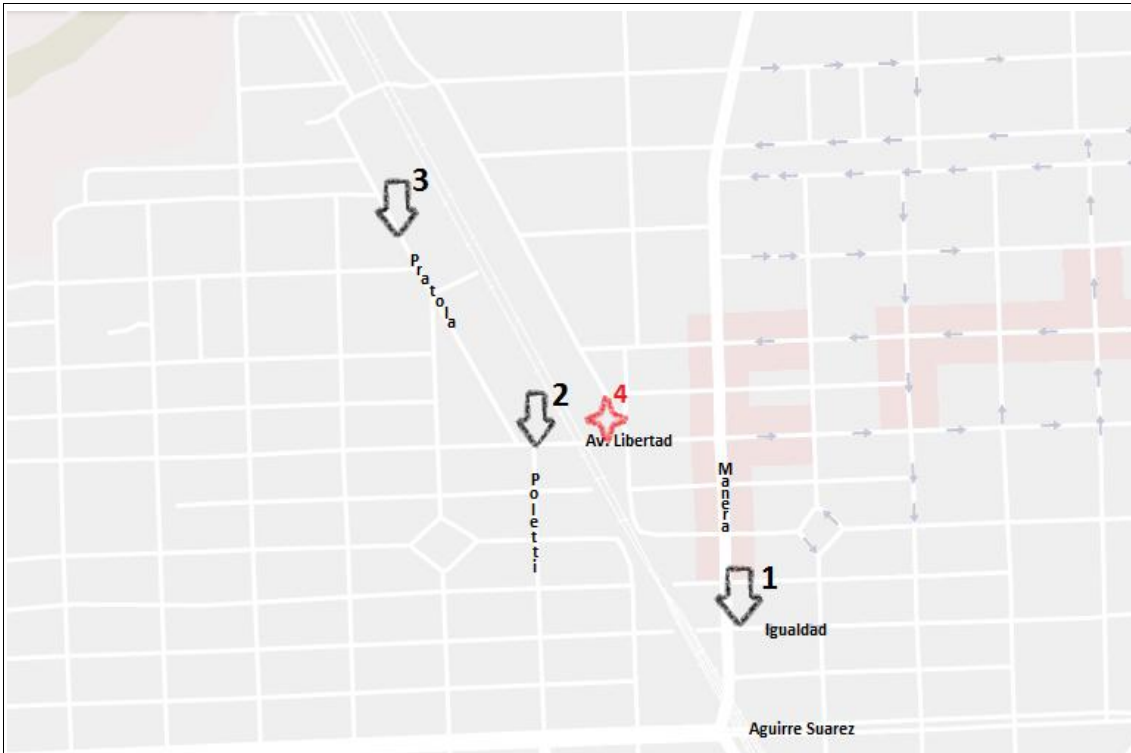 3
Pratola
2
4
Av. Libertad
Poletti
Manera
1
Igualdad
Aguirre Suarez